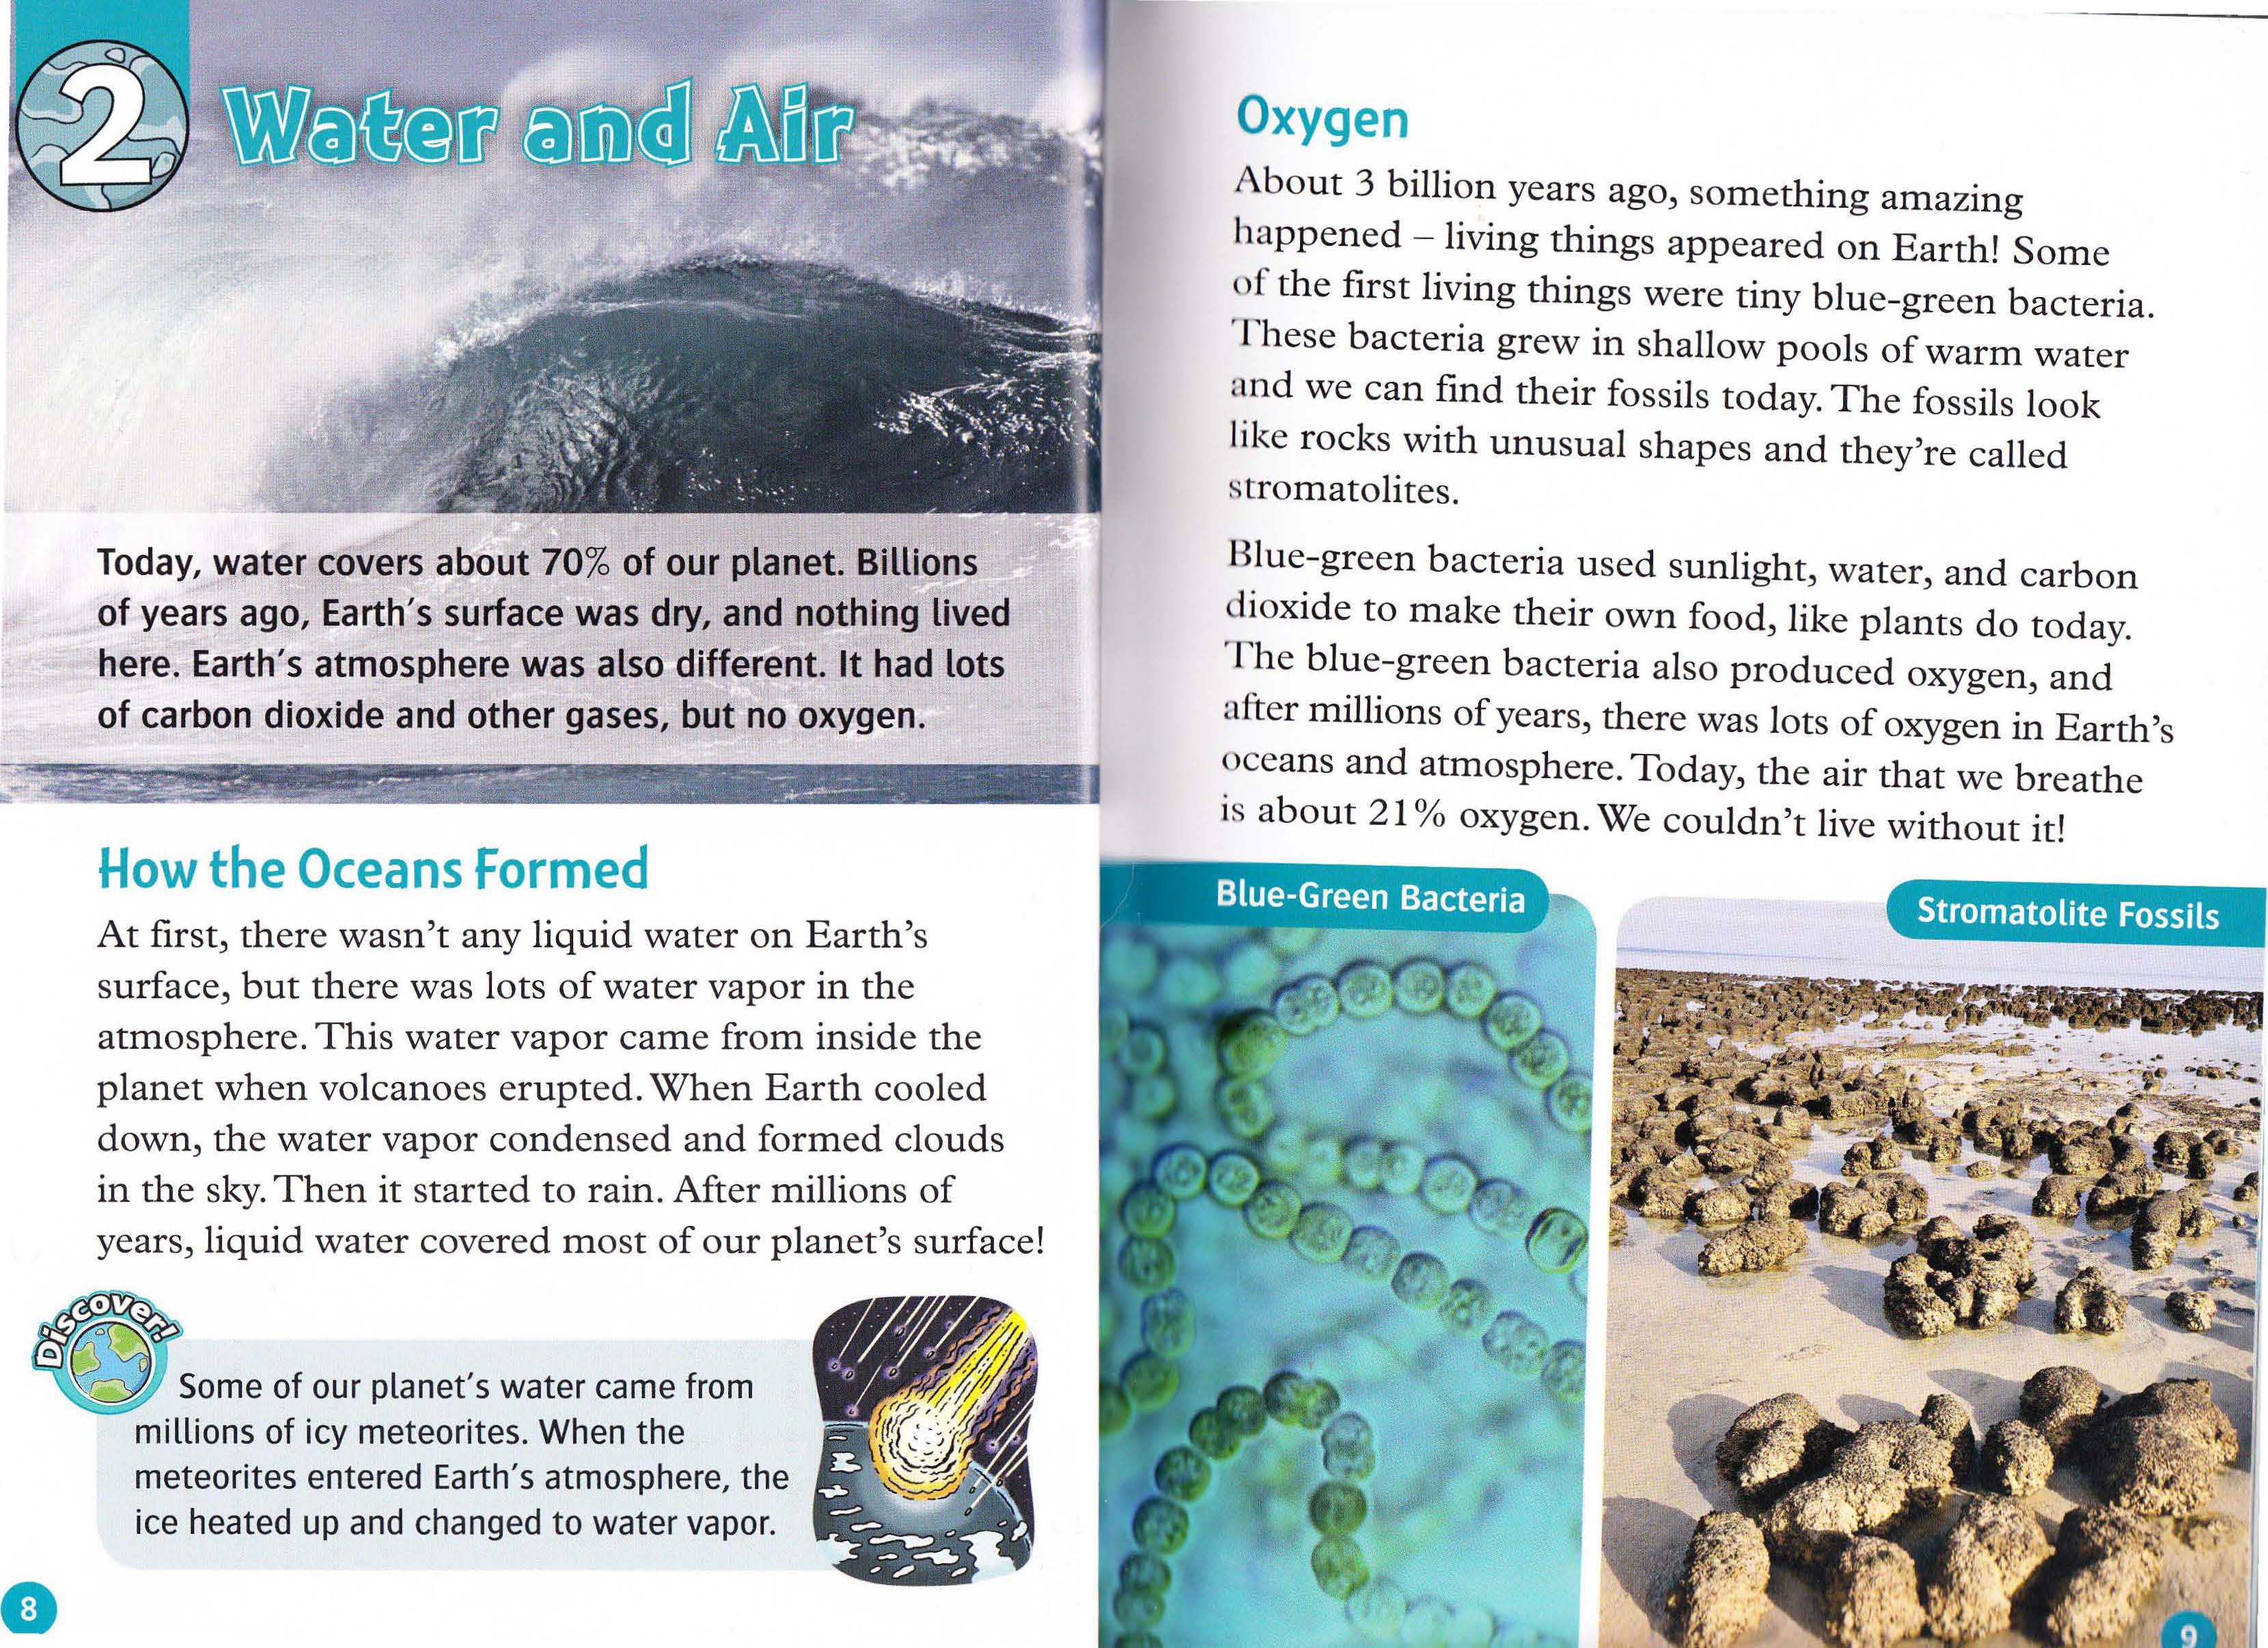 2
Water and Air
Today, water covers about 70% of our planet. Billions
of years ago, Earth's surface was dry, and nothing lived
here. Earth's atmosphere was also different. It had lots
of carbon dioxide and other gases, but no oxygen.
How the Oceans Formed
At first, there wasn't any liquid water on Earth's
surface, but there was lots of water vapor in the
atmosphere. This water vapor came from inside the
planet when volcanoes erupted. When Earth cooled
down, the water vapor condensed and formed clouds
in the sky. Then it started to rain. After millions of
years, liquid water covered most of our planet's surface!
Discover!
Some of our planet's water came from
millions of icy meteorites. When the
meteorites entered Earth's atmosphere, the
ice heated up and changed to water vapor.
8
Oxygen
About 3 billion years ago, something amazing
happened – living things appeared on Earth! Some
of the first living things were tiny blue-green bacteria.
These bacteria grew in shallow pools of warm water
and we can find their fossils today. The fossils look
like rocks with unusual shapes and they're called
stromatolites.
Blue-green bacteria used sunlight, water, and carbon
dioxide to make their own food, like plants do today.
The blue-green bacteria also produced oxygen, and
after millions of years, there was lots of oxygen in Earth's
oceans and atmosphere. Today, the air that we breathe
is about 21% oxygen. We couldn't live without it!
Blue-Green Bacteria
Stromatolite Fossils
9